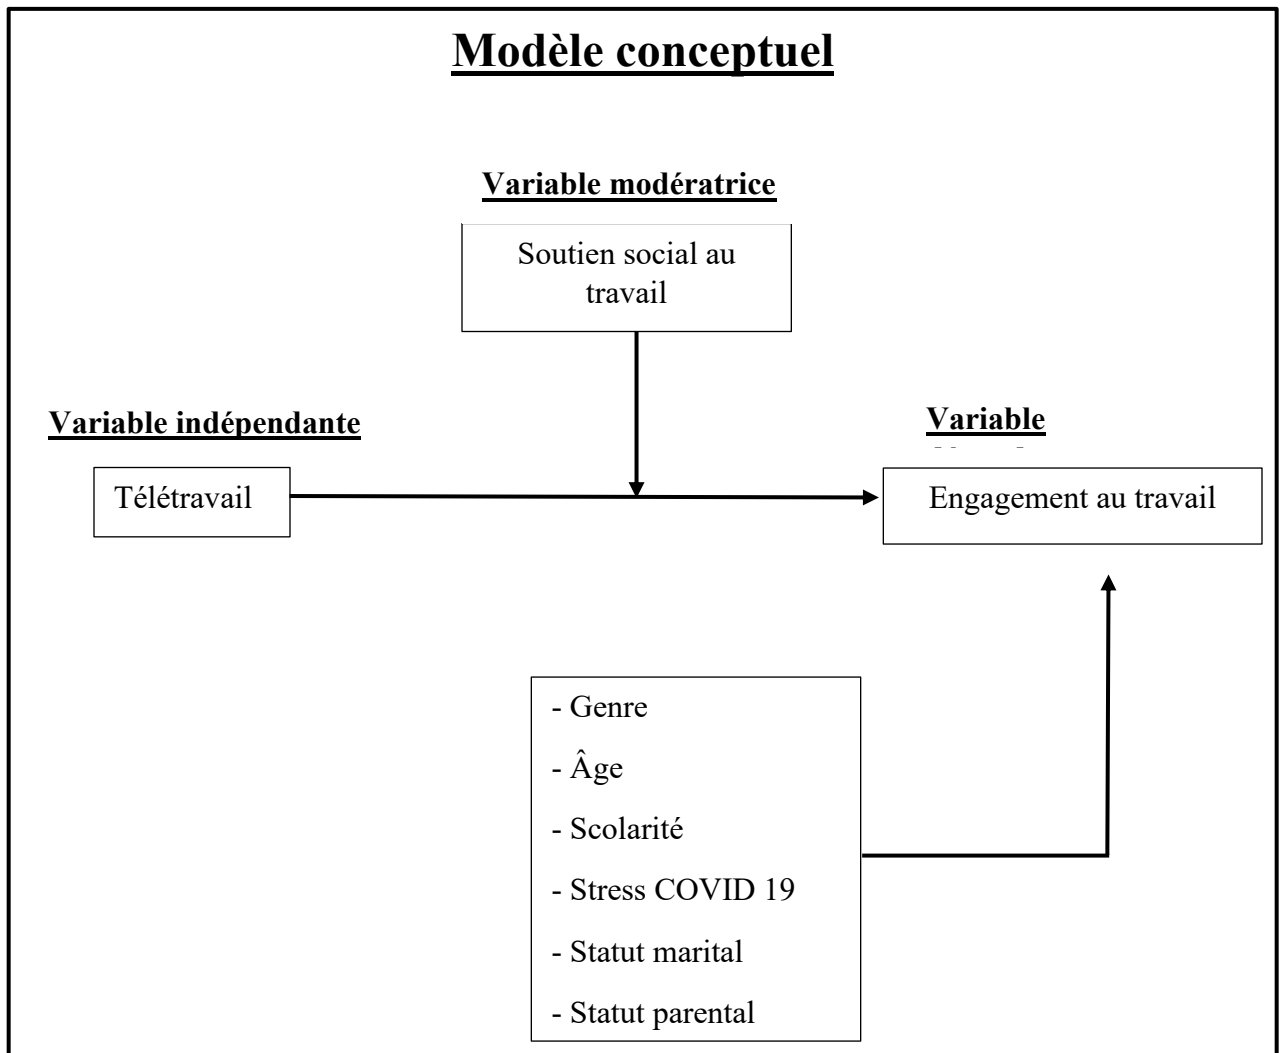 Modèle conceptuel
Variable modératrice
Soutien social au
travail
Variable indépendante
Variable
Télétravail
Engagement au travail
- Genre
- Âge
- Scolarité
- Stress COVID 19
- Statut marital
- Statut parental